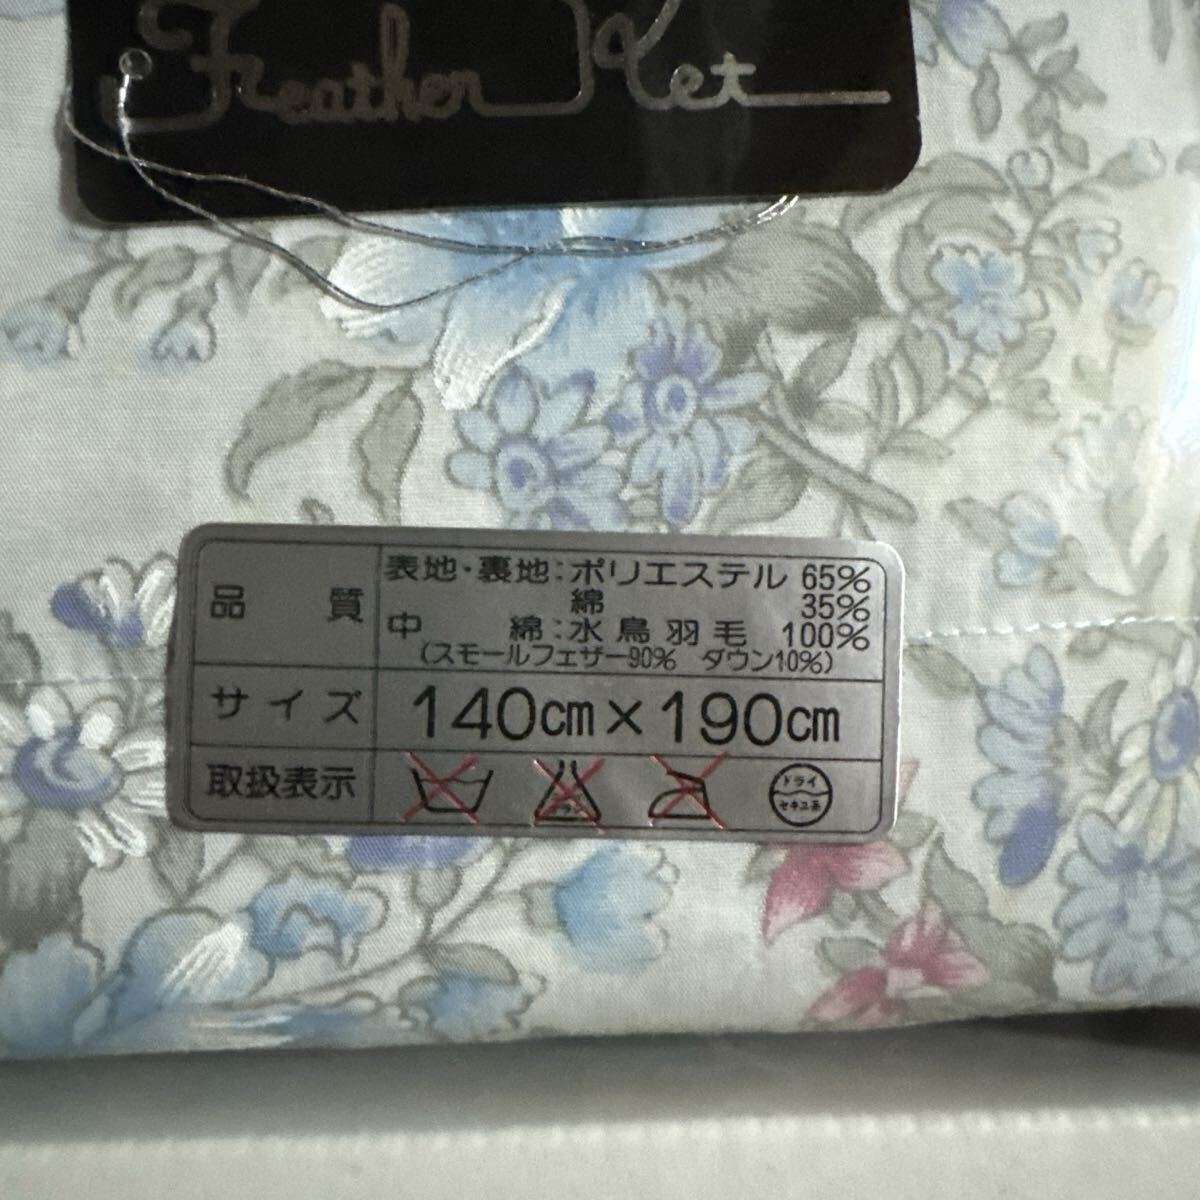 Feather Ket
品質 表地・裏地：ポリエステル 65%
綿 35%
中綿：水鳥羽毛 100%
（スモールフェザー90% ダウン10%）
サイズ 140cm×190cm
取扱表示
ドライ
セキユ系